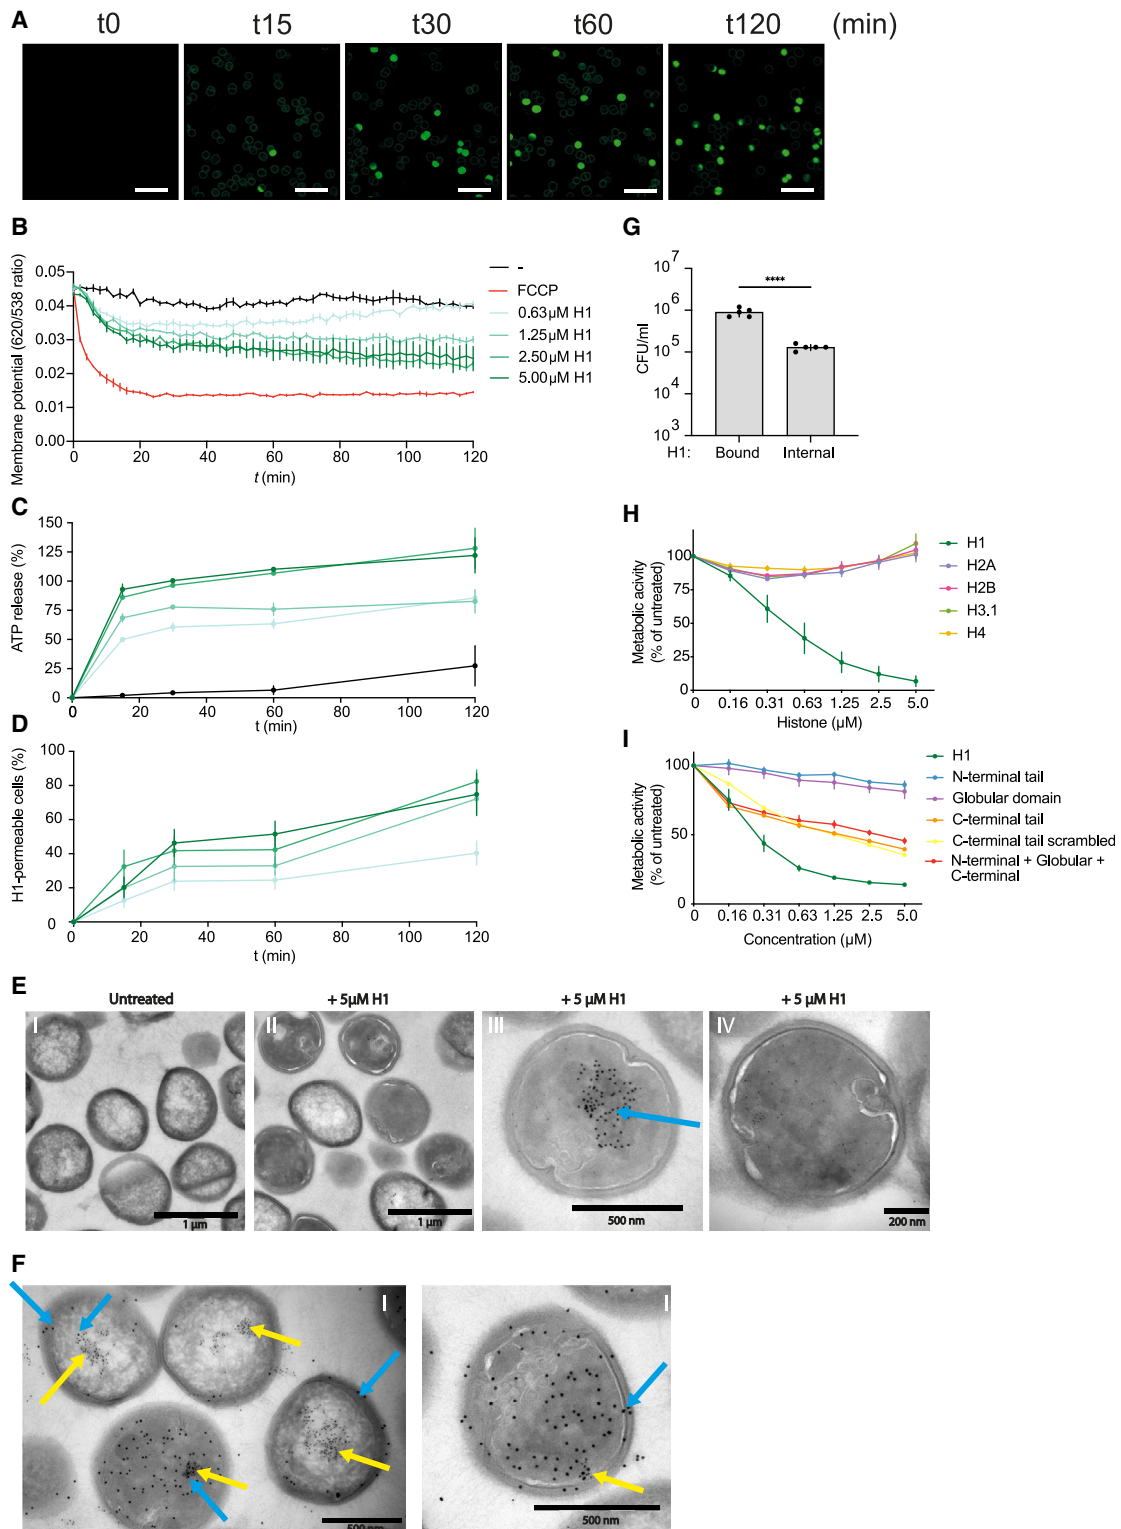 A
t0 t15 t30 t60 t120 (min)
B
Membrane potential (620/538 ratio)
0.05
0.04
0.03
0.02
0.01
0.00
0 20 40 60 80 100 120
t (min)
-
FCCP
0.63µM H1
1.25µM H1
2.50µM H1
5.00µM H1
G
CFU/ml
10^7
10^6
10^5
10^4
10^3
****
H1: Bound Internal
C
ATP release (%)
150
125
100
75
50
25
0
0 20 40 60 80 100 120
t (min)
H
Metabolic acivity
(% of untreated)
100
75
50
25
0
0 0.16 0.31 0.63 1.25 2.5 5.0
Histone (µM)
H1
H2A
H2B
H3.1
H4
D
H1-permeable cells (%)
100
80
60
40
20
0
0 20 40 60 80 100 120
t (min)
I
Metabolic activity
(% of untreated)
100
50
0
0 0.16 0.31 0.63 1.25 2.5 5.0
Concentration (µM)
H1
N-terminal tail
Globular domain
C-terminal tail
C-terminal tail scrambled
N-terminal + Globular +
C-terminal
E
Untreated + 5µM H1 + 5 µM H1 + 5 µM H1
I II III IV
1 µm 1 µm 500 nm 200 nm
F
I I
500 nm 500 nm